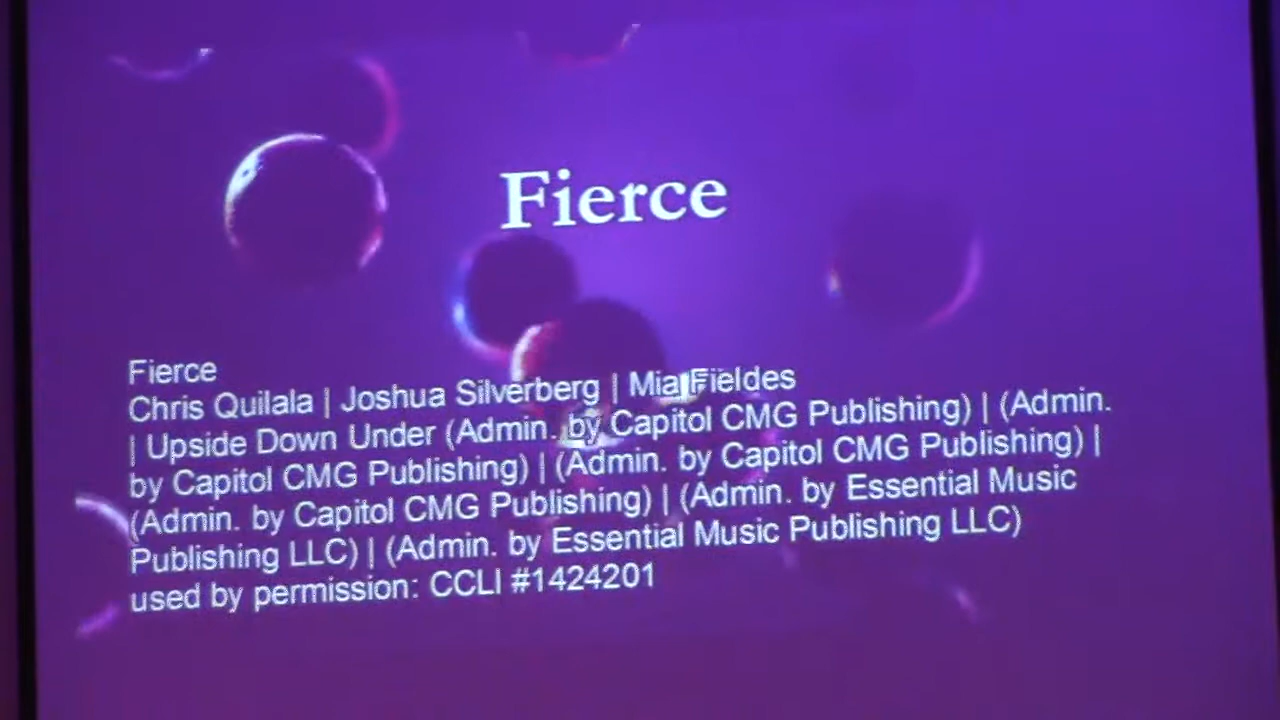 Fierce
Fierce
Chris Quilala | Joshua Silverberg | Mia Fieldes
| Upside Down Under (Admin. by Capitol CMG Publishing) | (Admin.
by Capitol CMG Publishing) | (Admin. by Capitol CMG Publishing) |
(Admin. by Capitol CMG Publishing) | (Admin. by Essential Music
Publishing LLC) | (Admin. by Essential Music Publishing LLC)
used by permission: CCLI #1424201